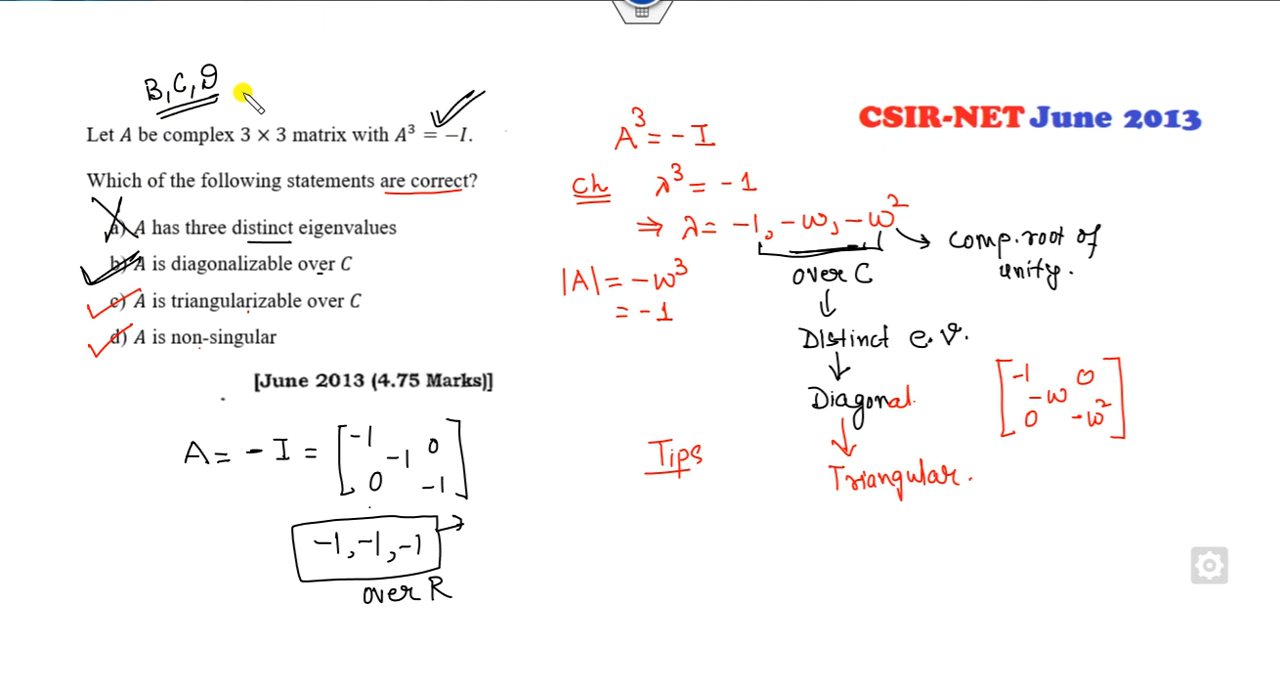 B, C, D
Let A be complex 3 × 3 matrix with A³ = −I.
Which of the following statements are correct?
a) A has three distinct eigenvalues
b) A is diagonalizable over C
c) A is triangularizable over C
d) A is non-singular
[June 2013 (4.75 Marks)]
A = - I = [-1 0
-1
0 -1]
-1, -1, -1
over R
CSIR-NET June 2013
A³ = - I
Ch λ³ = -1
⇒ λ = -1, -ω, -ω²
comp. root of
unity.
|A| = -ω³
= -1
over C
⇓
Distinct e.v.
↓
Diagonal.
↓
Triangular.
[-1 0
-ω
0 -ω²]
Tips